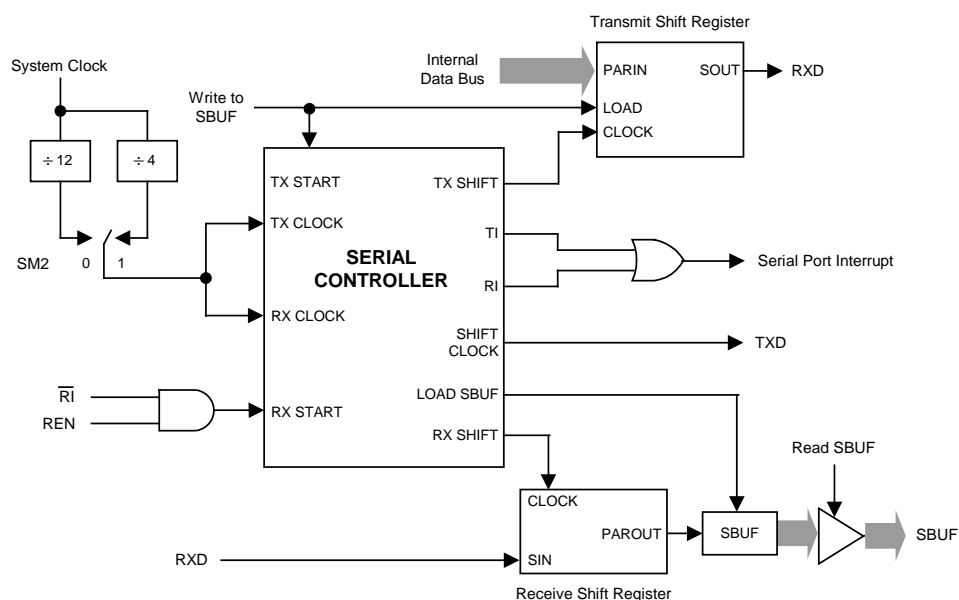 Transmit Shift Register
System Clock
Internal
Data Bus
PARIN
SOUT
RXD
Write to
SBUF
LOAD
CLOCK
÷ 12
÷ 4
TX START
TX SHIFT
TX CLOCK
TI
SERIAL
CONTROLLER
Serial Port Interrupt
SM2
0
1
RI
RX CLOCK
SHIFT
CLOCK
TXD
R̅I̅
REN
LOAD SBUF
RX START
RX SHIFT
Read SBUF
CLOCK
PAROUT
SBUF
SBUF
RXD
SIN
Receive Shift Register